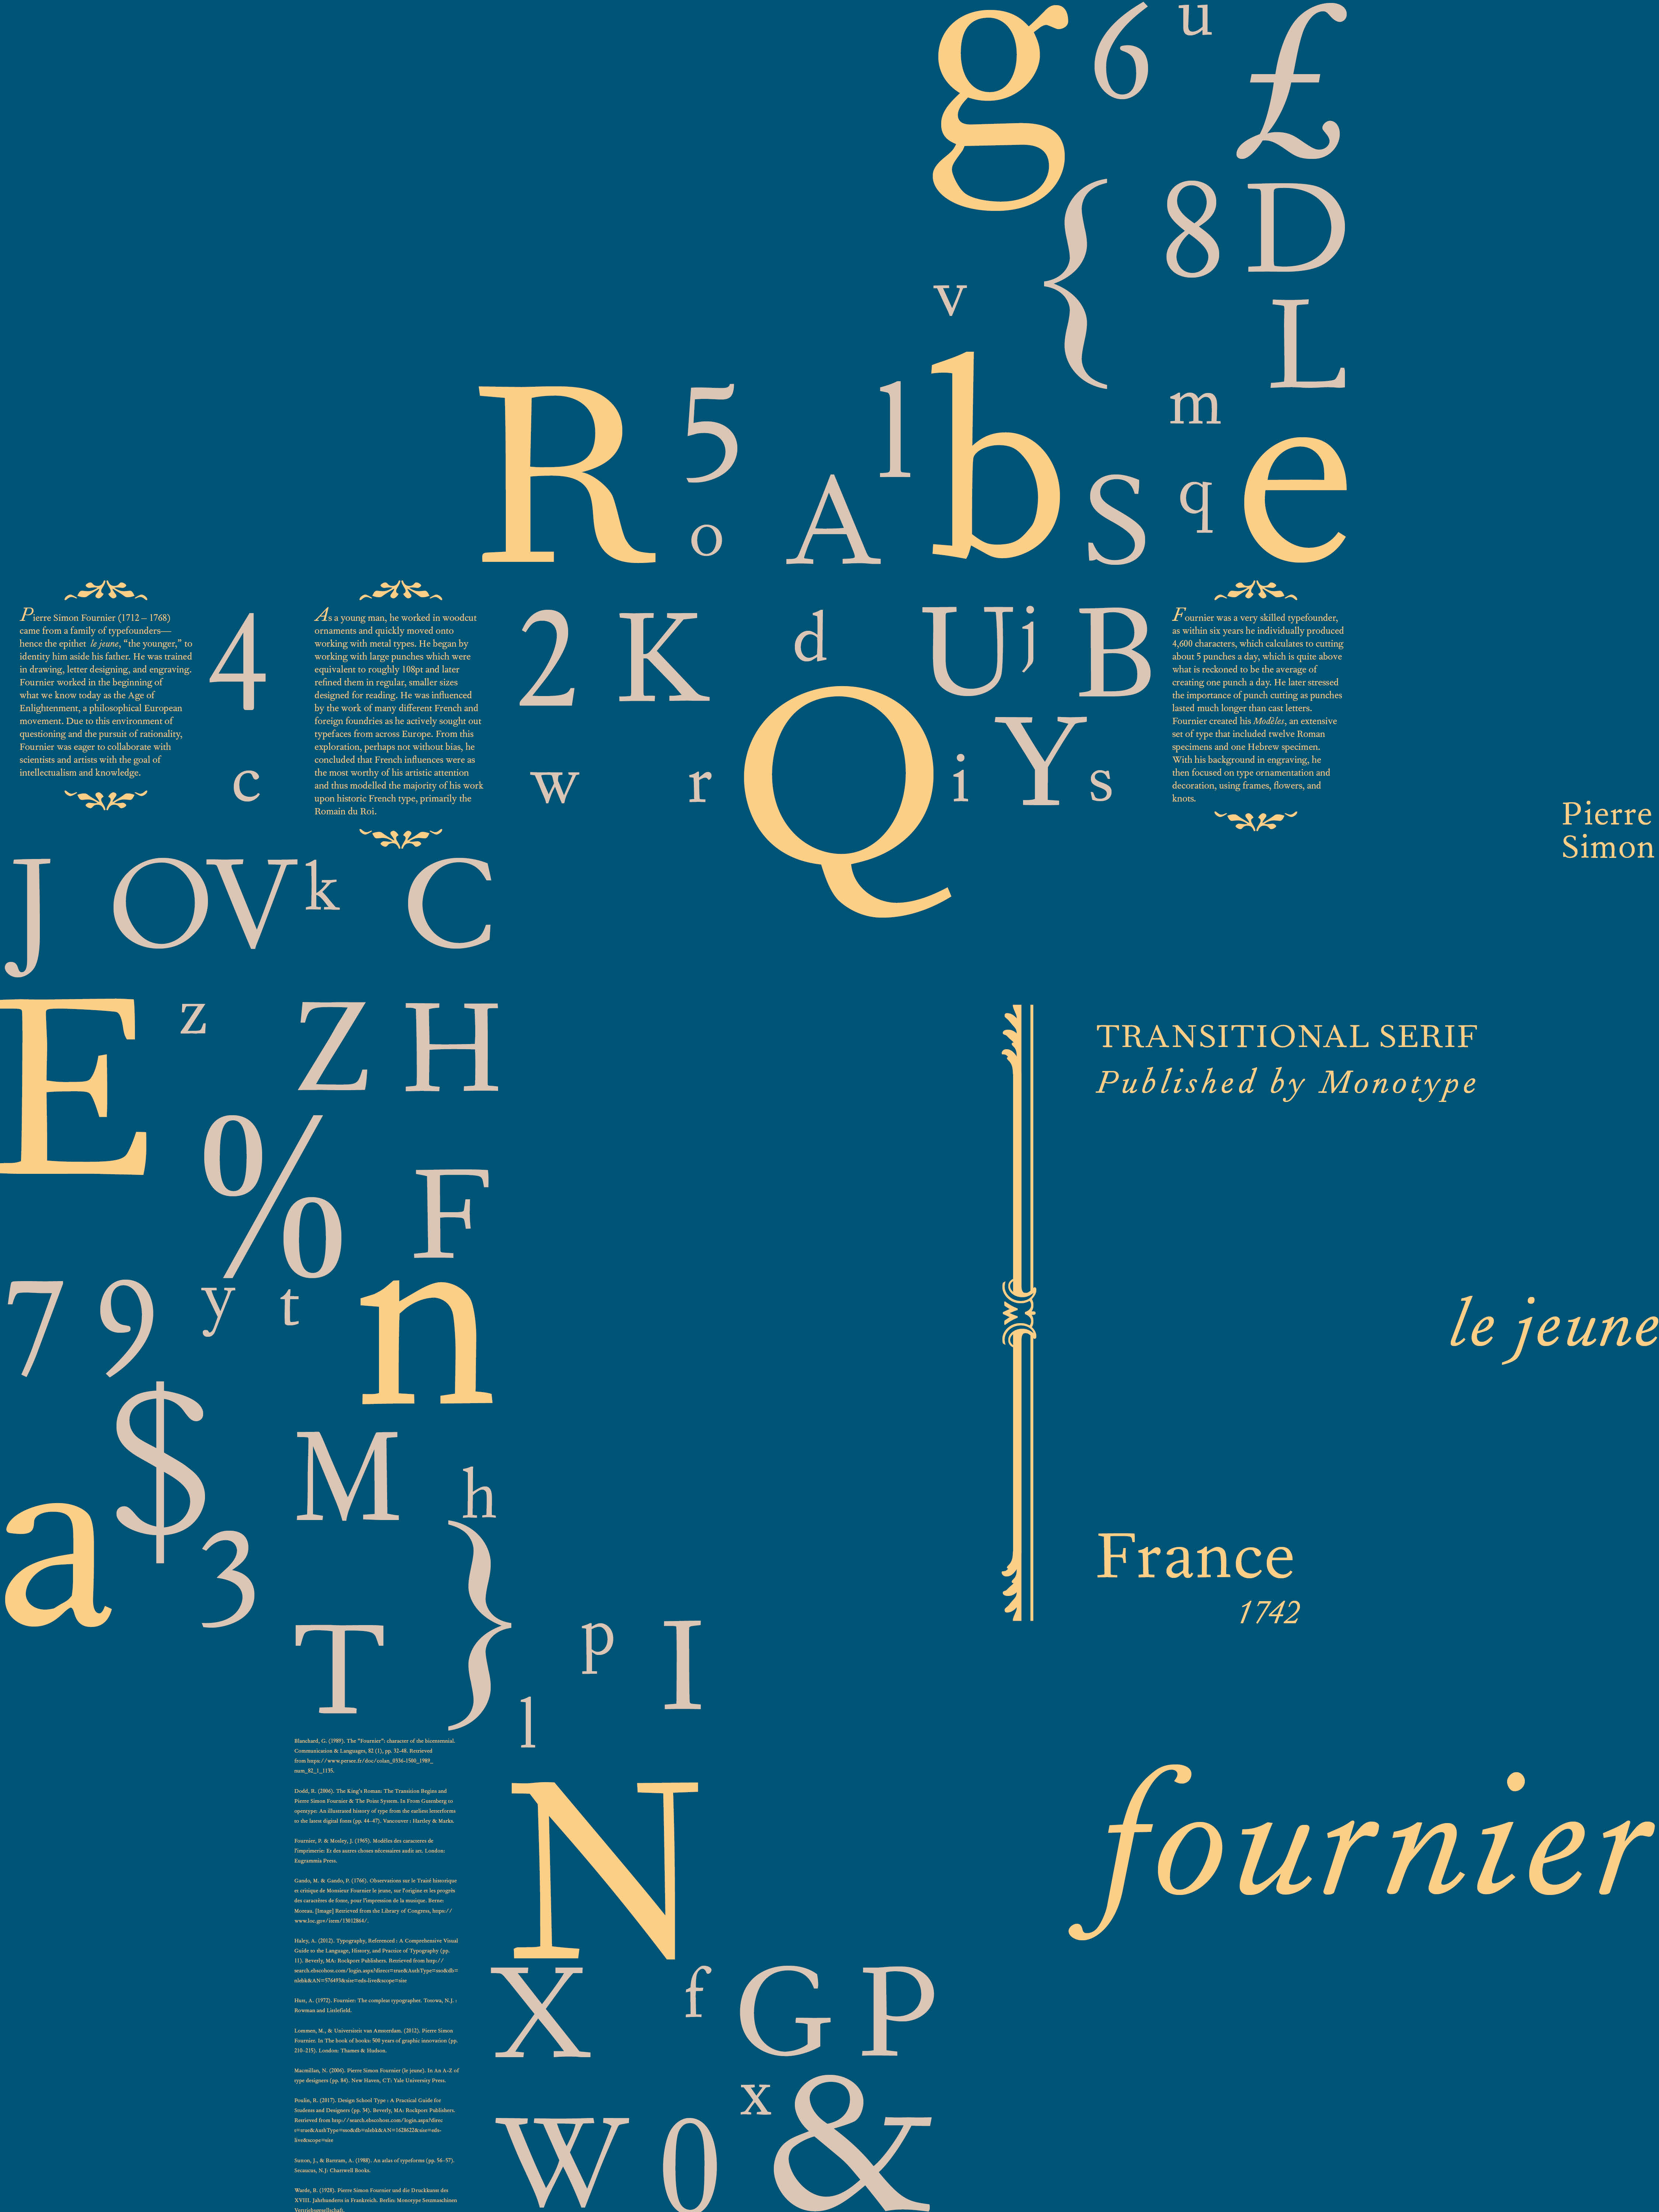 g 6 u £
{ 8 D
v L
m
R 5 l b e
o A S q
Pierre Simon Fournier (1712 – 1768)
came from a family of typefounders—
hence the epithet le jeune, “the younger,” to
identity him aside his father. He was trained
in drawing, letter designing, and engraving.
Fournier worked in the beginning of
what we know today as the Age of
Enlightenment, a philosophical European
movement. Due to this environment of
questioning and the pursuit of rationality,
Fournier was eager to collaborate with
scientists and artists with the goal of
intellectualism and knowledge.
4
c
As a young man, he worked in woodcut
ornaments and quickly moved onto
working with metal types. He began by
working with large punches which were
equivalent to roughly 108pt and later
refined them in regular, smaller sizes
designed for reading. He was influenced
by the work of many different French and
foreign foundries as he actively sought out
typefaces from across Europe. From this
exploration, perhaps not without bias, he
concluded that French influences were as
the most worthy of his artistic attention
and thus modelled the majority of his work
upon historic French type, primarily the
Romain du Roi.
2 K d U j B
w r Q i Y s
Fournier was a very skilled typefounder,
as within six years he individually produced
4,600 characters, which calculates to cutting
about 5 punches a day, which is quite above
what is reckoned to be the average of
creating one punch a day. He later stressed
the importance of punch cutting as punches
lasted much longer than cast letters.
Fournier created his Modèles, an extensive
set of type that included twelve Roman
specimens and one Hebrew specimen.
With his background in engraving, he
then focused on type ornamentation and
decoration, using frames, flowers, and
knots.
Pierre
Simon
J O V k C
E z Z H
% F
7 9 y t n
$ M h
a 3 }
T p I
l
TRANSITIONAL SERIF
Published by Monotype
le jeune
France
1742
fournier
Blanchard, G. (1989). The "Fournier": character of the bicentennial.
Communication & Languages, 82 (1), pp. 32-48. Retrieved
from https://www.persee.fr/doc/colan_0336-1500_1989_
num_82_1_1135.
Dodd, R. (2006). The King's Roman: The Transition Begins and
Pierre Simon Fournier & The Point System. In From Gutenberg to
opentype: An illustrated history of type from the earliest letterforms
to the latest digital fonts (pp. 44–47). Vancouver : Hartley & Marks.
Fournier, P. & Mosley, J. (1965). Modèles des caracteres de
l'imprimerie: Et des autres choses nécessaires audit art. London:
Eugrammia Press.
Gando, M. & Gando, P. (1766). Observations sur le Traité historique
et critique de Monsieur Fournier le jeune, sur l'origine et les progrès
des caractères de fonte, pour l'impression de la musique. Berne:
Moreau. [Image] Retrieved from the Library of Congress, https://
www.loc.gov/item/13012864/.
Haley, A. (2012). Typography, Referenced : A Comprehensive Visual
Guide to the Language, History, and Practice of Typography (pp.
11). Beverly, MA: Rockport Publishers. Retrieved from http://
search.ebscohost.com/login.aspx?direct=true&AuthType=sso&db=
nlebk&AN=576493&site=eds-live&scope=site
Hutt, A. (1972). Fournier: The compleat typographer. Totowa, N.J. :
Rowman and Littlefield.
Lommen, M., & Universiteit van Amsterdam. (2012). Pierre Simon
Fournier. In The book of books: 500 years of graphic innovation (pp.
210–215). London: Thames & Hudson.
Macmillan, N. (2006). Pierre Simon Fournier (le jeune). In An A–Z of
type designers (pp. 84). New Haven, CT: Yale University Press.
Poulin, R. (2017). Design School Type : A Practical Guide for
Students and Designers (pp. 34). Beverly, MA: Rockport Publishers.
Retrieved from http://search.ebscohost.com/login.aspx?direc
t=true&AuthType=sso&db=nlebk&AN=1628622&site=eds-
live&scope=site
Sutton, J., & Bartram, A. (1988). An atlas of typeforms (pp. 56–57).
Secaucus, N.J: Chartwell Books.
Warde, B. (1928). Pierre Simon Fournier und die Druckkunst des
XVIII. Jahrhunderts in Frankreich. Berlin: Monotype Setzmaschinen
Vertriebsgesellschaft.
N
X f G P
x
W 0 &